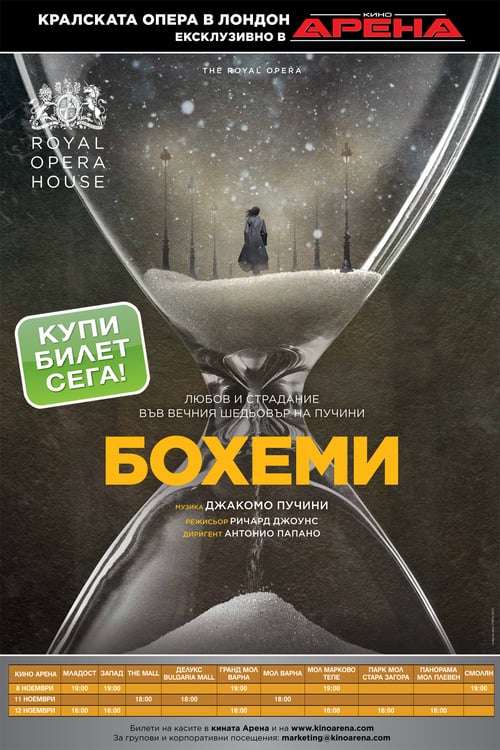 КРАЛСКАТА ОПЕРА В ЛОНДОН
ЕКСКЛУЗИВНО В
КИНО
АРЕНА
THE ROYAL OPERA
ROYAL
OPERA
HOUSE
КУПИ
БИЛЕТ
СЕГА!
ЛЮБОВ И СТРАДАНИЕ
ВЪВ ВЕЧНИЯ ШЕДЬОВЪР НА ПУЧИНИ
БОХЕМИ
МУЗИКА ДЖАКОМО ПУЧИНИ
РЕЖИСЬОР РИЧАРД ДЖОУНС
ДИРИГЕНТ АНТОНИО ПАПАНО
КИНО АРЕНА МЛАДОСТ ЗАПАД THE MALL ДЕЛУКС BULGARIA MALL ГРАНД МОЛ ВАРНА МОЛ ВАРНА МОЛ МАРКОВО ТЕПЕ ПАРК МОЛ СТАРА ЗАГОРА ПАНОРАМА МОЛ ПЛЕВЕН СМОЛЯН
8 НОЕМВРИ 19:00 19:00 19:00 19:00 19:00
11 НОЕМВРИ 18:00 18:00 18:00
12 НОЕМВРИ 16:00 16:00 16:00 16:00 16:00 16:00
Билети на касите в кината Арена и на www.kinoarena.com
За групови и корпоративни посещения: marketing@kinoarena.com